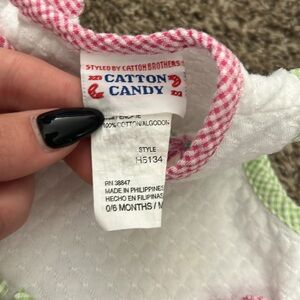 STYLED BY CATTON BROTHERS
CATTON
CANDY
100% COTTON/ALGODON
STYLE
H5134
RN 38847
MADE IN PHILIPPINES
HECHO EN FILIPINAS
0/6 MONTHS / M